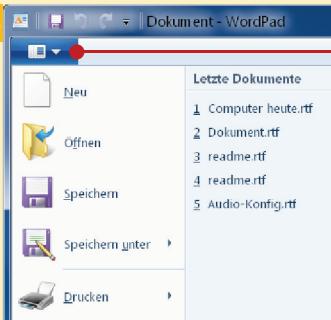 Dokument - WordPad
Neu
Öffnen
Speichern
Speichern unter
Drucken
Letzte Dokumente
1 Computer heute.rtf
2 Dokument.rtf
3 readme.rtf
4 readme.rtf
5 Audio-Konfig.rtf